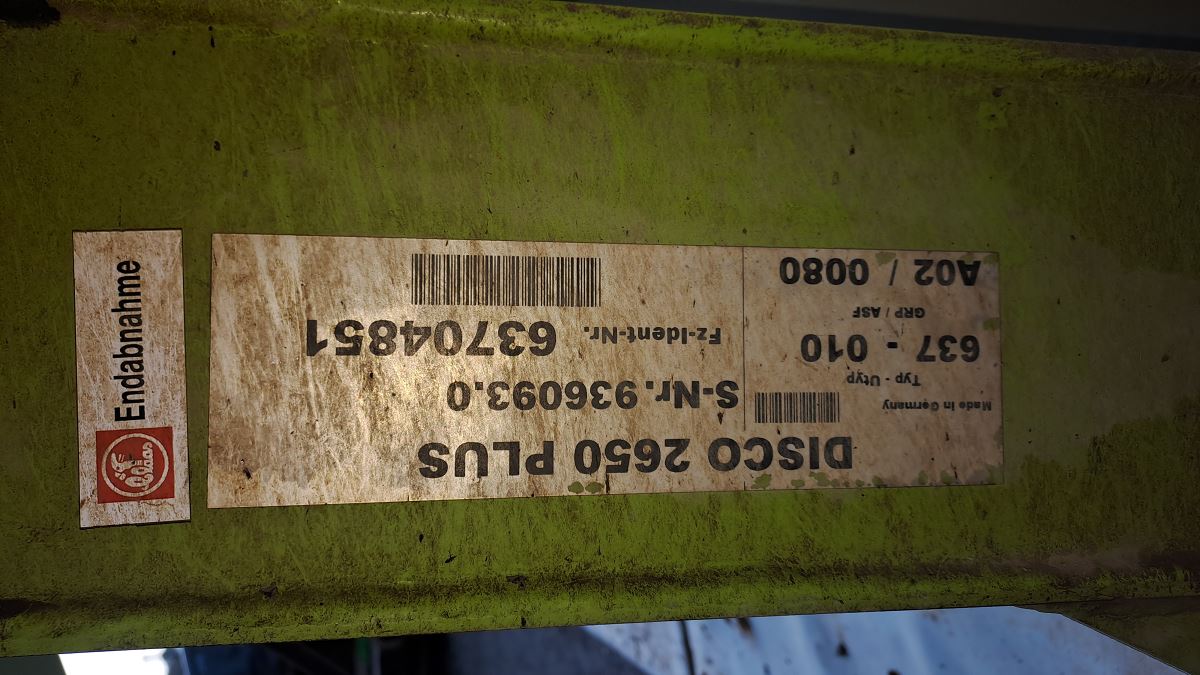 DISCO 2650 PLUS
Made in Germany
S-Nr. 936093.0
Typ - Utyp
637 - 010
Fz-Ident-Nr. 63704851
GRP / ASF
A02 / 0080
Endabnahme
CLAAS